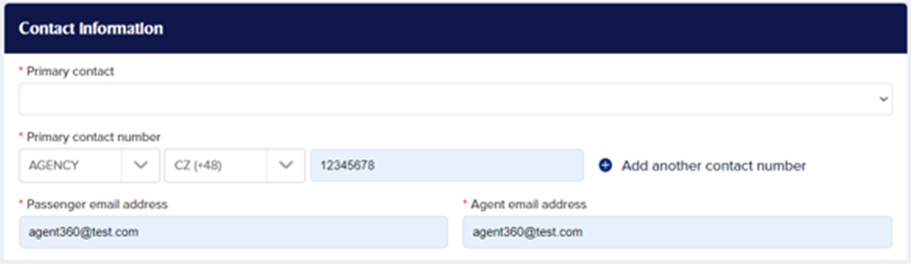 Contact Information
* Primary contact
* Primary contact number
AGENCY CZ (+48) 12345678 Add another contact number
* Passenger email address * Agent email address
agent360@test.com agent360@test.com